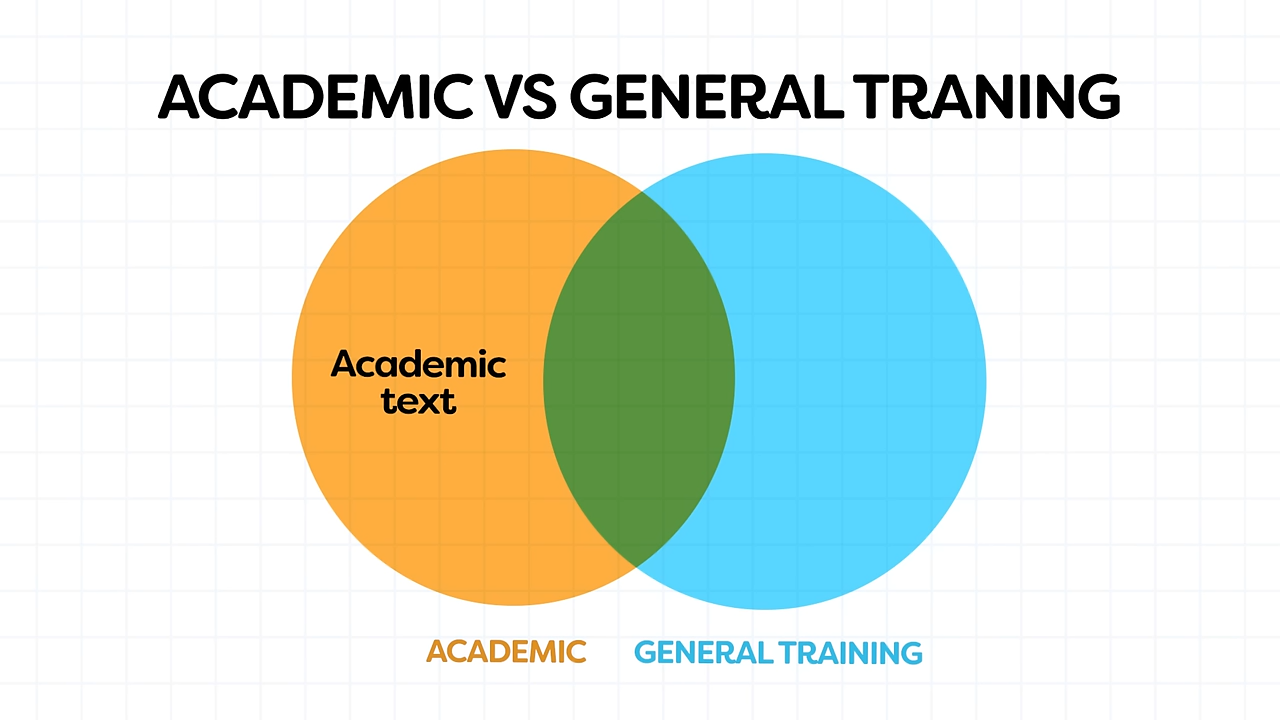 ACADEMIC VS GENERAL TRANING
Academic
text
ACADEMIC
GENERAL TRAINING